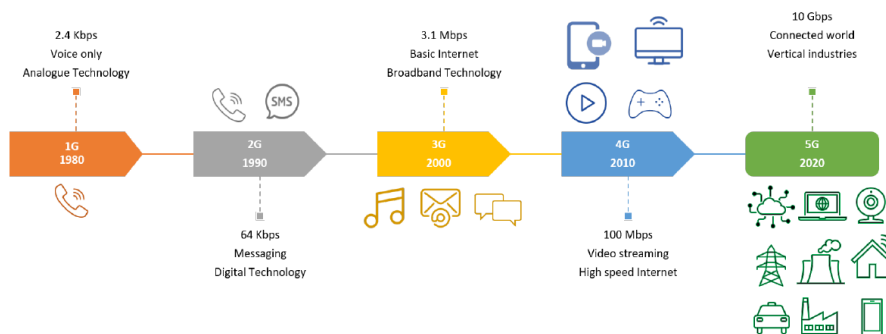 2.4 Kbps
Voice only
Analogue Technology
1G
1980
SMS
2G
1990
64 Kbps
Messaging
Digital Technology
3.1 Mbps
Basic Internet
Broadband Technology
3G
2000
4G
2010
100 Mbps
Video streaming
High speed Internet
10 Gbps
Connected world
Vertical industries
5G
2020